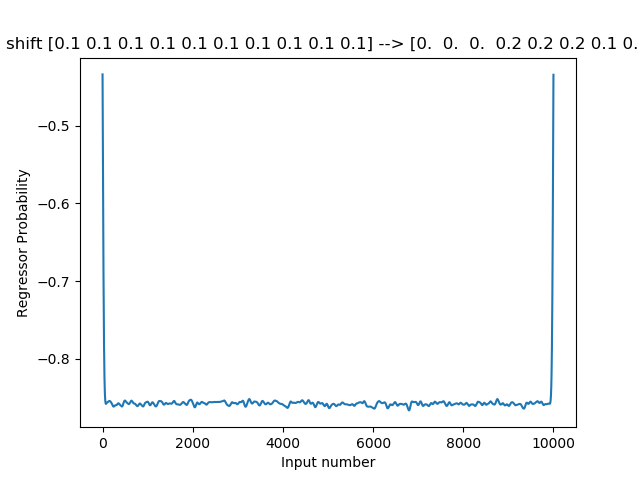 shift [0.1 0.1 0.1 0.1 0.1 0.1 0.1 0.1 0.1 0.1] --> [0. 0. 0. 0.2 0.2 0.2 0.1 0.
−0.5
−0.6
−0.7
−0.8
Regressor Probability
0 2000 4000 6000 8000 10000
Input number